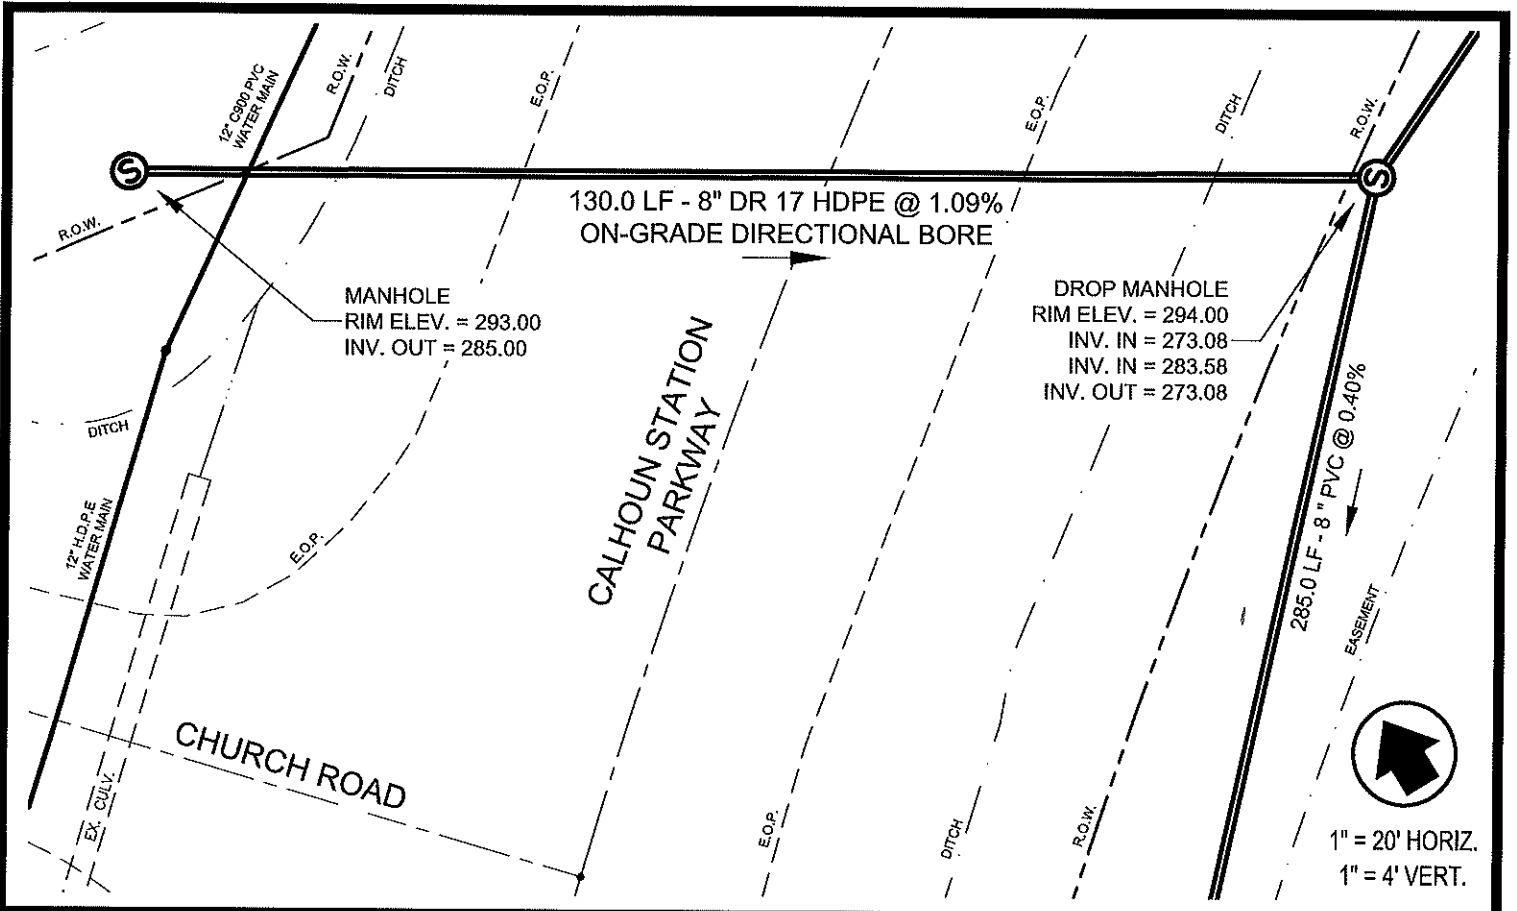 12" C900 PVC
WATER MAIN
R.O.W.
DITCH
E.O.P.
E.O.P.
DITCH
R.O.W.
S
S
130.0 LF - 8" DR 17 HDPE @ 1.09%
ON-GRADE DIRECTIONAL BORE
R.O.W.
MANHOLE
RIM ELEV. = 293.00
INV. OUT = 285.00
DROP MANHOLE
RIM ELEV. = 294.00
INV. IN = 273.08
INV. IN = 283.58
INV. OUT = 273.08
CALHOUN STATION
PARKWAY
DITCH
12" H.D.P.E
WATER MAIN
E.O.P.
285.0 LF - 8 " PVC @ 0.40%
EASEMENT
CHURCH ROAD
EX. CULV.
E.O.P.
DITCH
R.O.W.
1" = 20' HORIZ.
1" = 4' VERT.